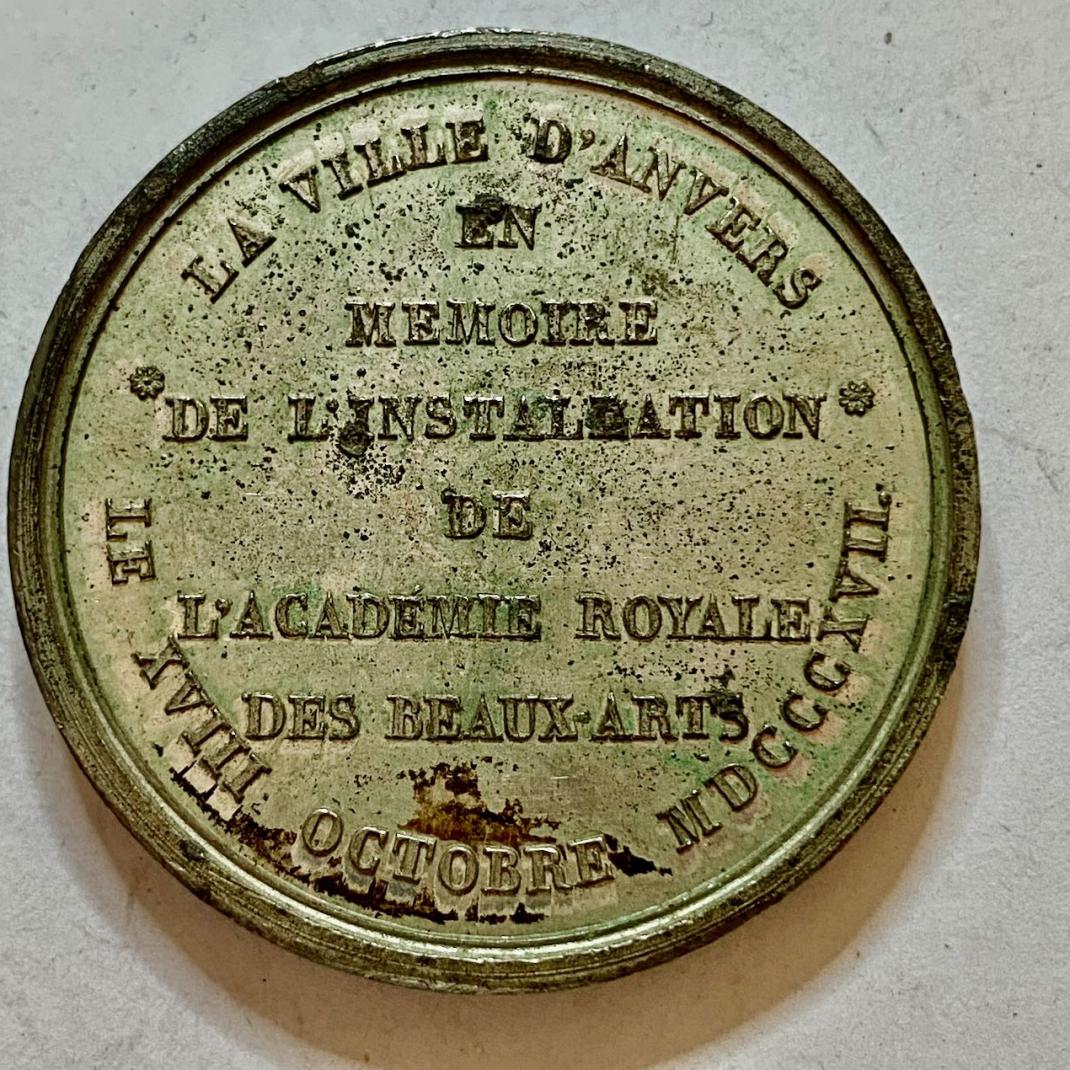 LA VILLE D'ANVERS
EN
MEMOIRE
DE L'INSTALLATION
DE
L'ACADÉMIE ROYALE
DES BEAUX-ARTS
LE XVIII OCTOBRE MDCCCXVII.